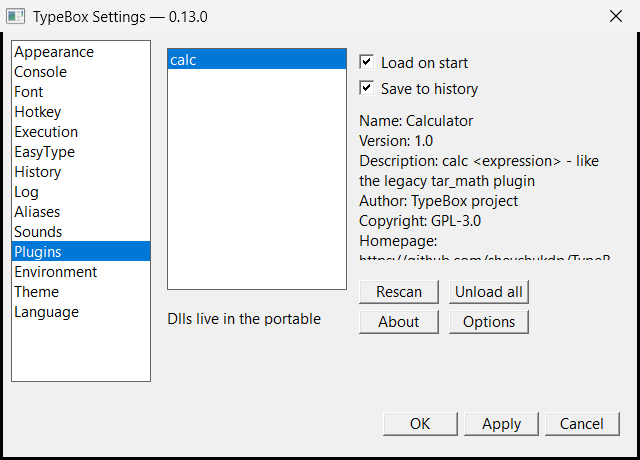 TypeBox Settings — 0.13.0
Appearance
Console
Font
Hotkey
Execution
EasyType
History
Log
Aliases
Sounds
Plugins
Environment
Theme
Language
calc
Dlls live in the portable
Load on start
Save to history
Name: Calculator
Version: 1.0
Description: calc <expression> - like
the legacy tar_math plugin
Author: TypeBox project
Copyright: GPL-3.0
Homepage:
Rescan
Unload all
About
Options
OK
Apply
Cancel